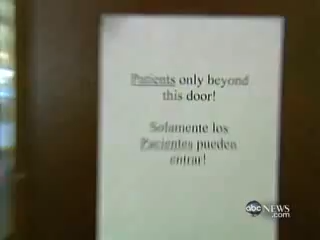 Patients only beyond
this door!
Solamente los
Pacientes pueden
entrar!
abc NEWS
.com